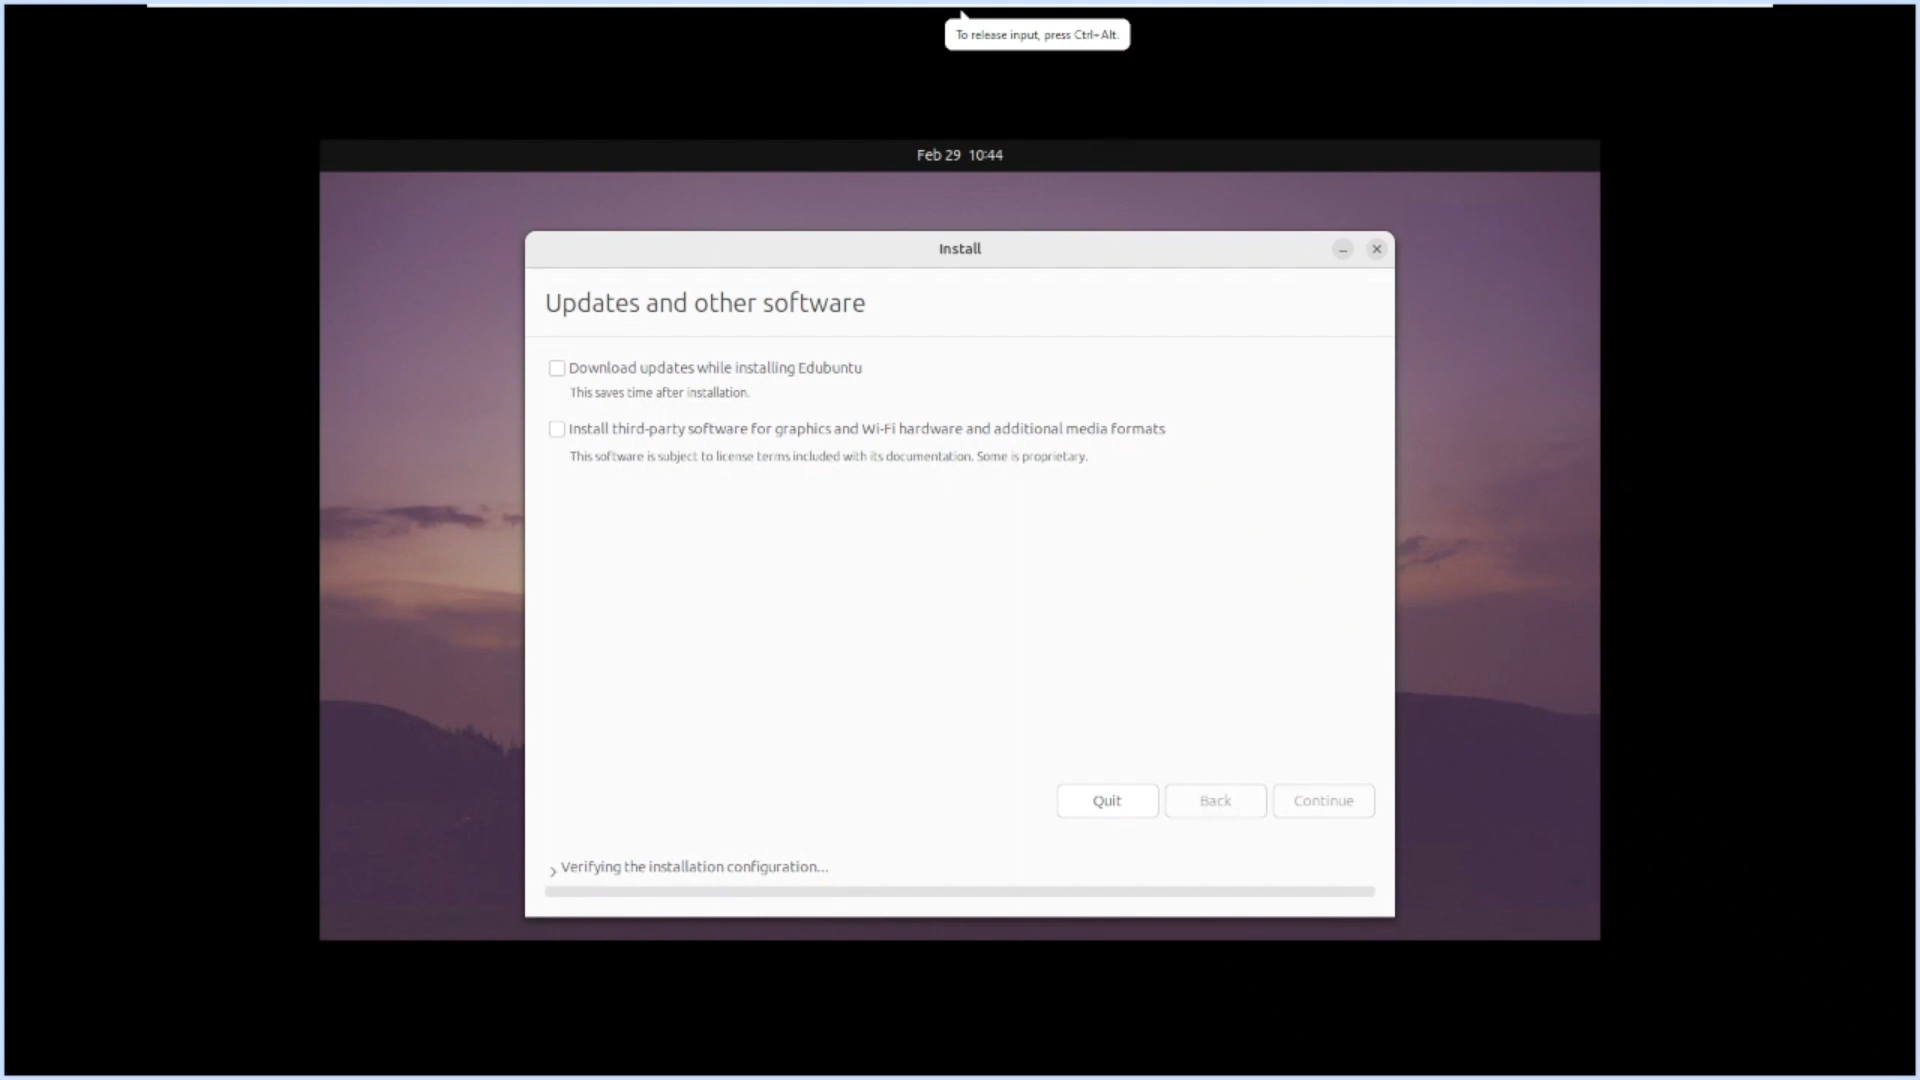 To release input, press Ctrl+Alt.
Feb 29 10:44
Install
Updates and other software
Download updates while installing Edubuntu
This saves time after installation.
Install third-party software for graphics and Wi-Fi hardware and additional media formats
This software is subject to license terms included with its documentation. Some is proprietary.
Quit Back Continue
Verifying the installation configuration...